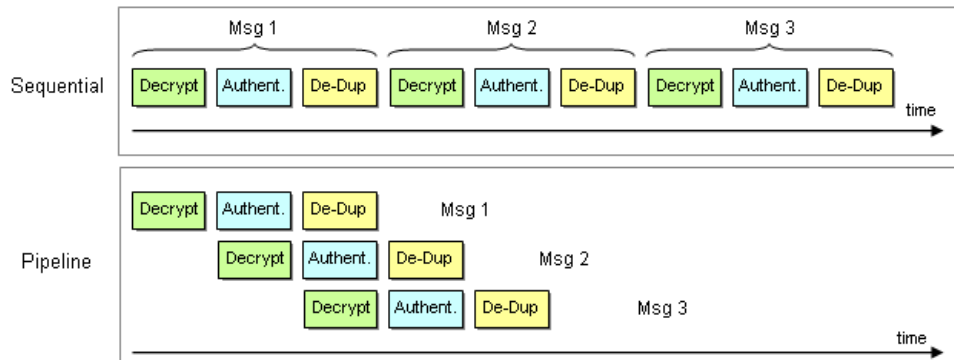 Msg 1 Msg 2 Msg 3
Sequential Decrypt Authent. De-Dup Decrypt Authent. De-Dup Decrypt Authent. De-Dup
time
Decrypt Authent. De-Dup Msg 1
Pipeline Decrypt Authent. De-Dup Msg 2
Decrypt Authent. De-Dup Msg 3
time